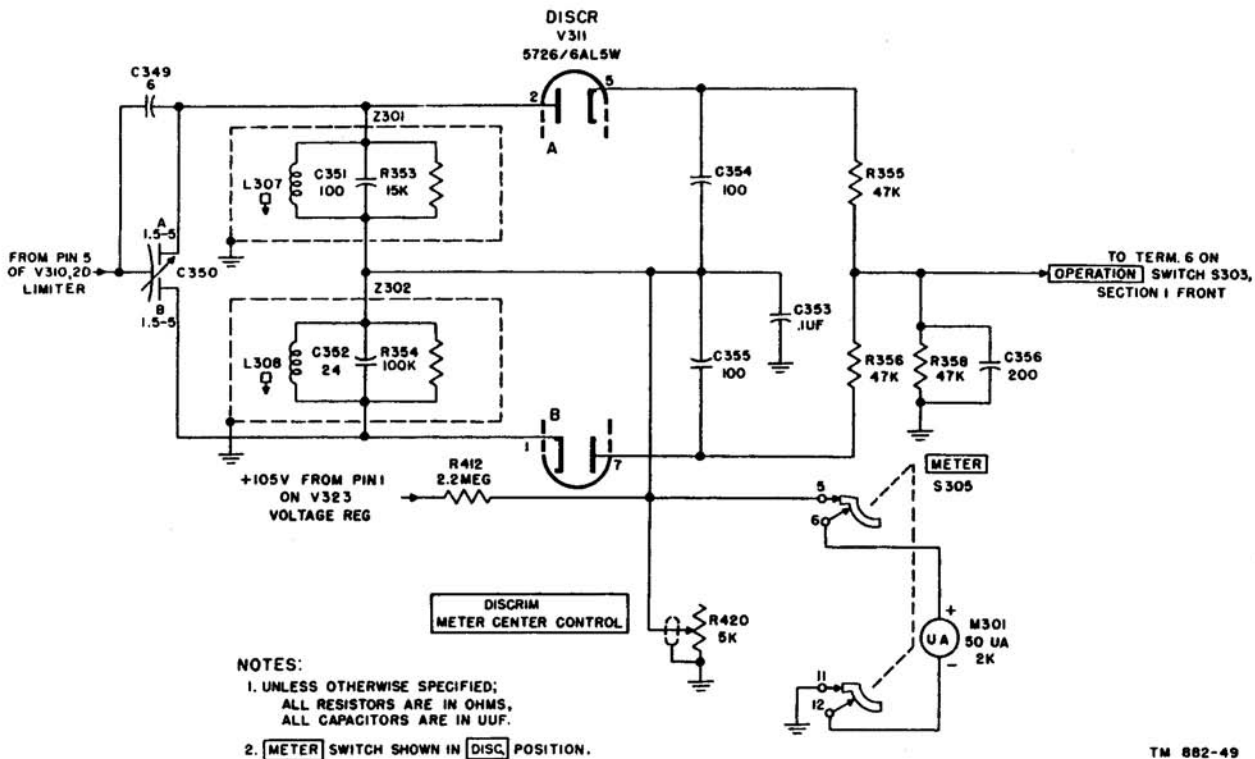 DISCR
V311
5726/6AL5W
C349
6
2
5
A
Z301
L307
C351
100
R353
15K
C354
100
R355
47K
A
1.5-5
FROM PIN 5
OF V310,2D
LIMITER
C350
B
1.5-5
TO TERM. 6 ON
OPERATION SWITCH S303,
SECTION 1 FRONT
Z302
L308
C352
24
R354
100K
C353
.1UF
C355
100
R356
47K
R358
47K
C356
200
B
1
7
+105V FROM PIN 1
ON V323
VOLTAGE REG
R412
2.2MEG
METER
S305
5
6
DISCRIM
METER CENTER CONTROL
R420
5K
+
UA
-
M301
50 UA
2K
11
12
NOTES:
1. UNLESS OTHERWISE SPECIFIED;
ALL RESISTORS ARE IN OHMS,
ALL CAPACITORS ARE IN UUF.
2. METER SWITCH SHOWN IN DISC. POSITION.
TM 882-49